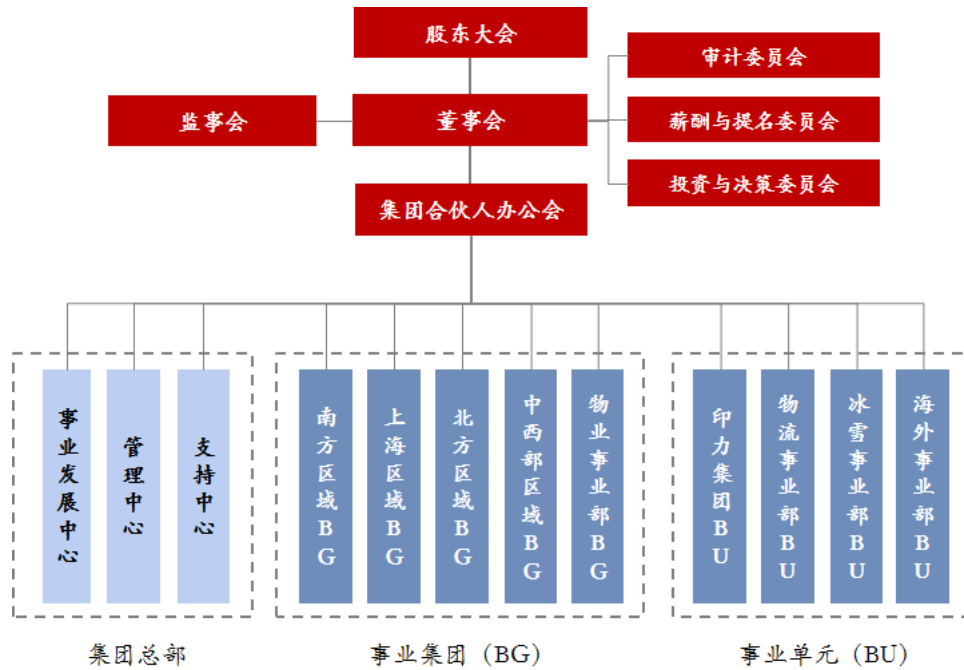 股东大会
审计委员会
监事会
董事会
薪酬与提名委员会
投资与决策委员会
集团合伙人办公会
事业发展中心
管理中心
支持中心
南方区域BG
上海区域BG
北方区域BG
中西部区域BG
物业事业部BG
印力集团BU
物流事业部BU
冰雪事业部BU
海外事业部BU
集团总部
事业集团（BG）
事业单元（BU）